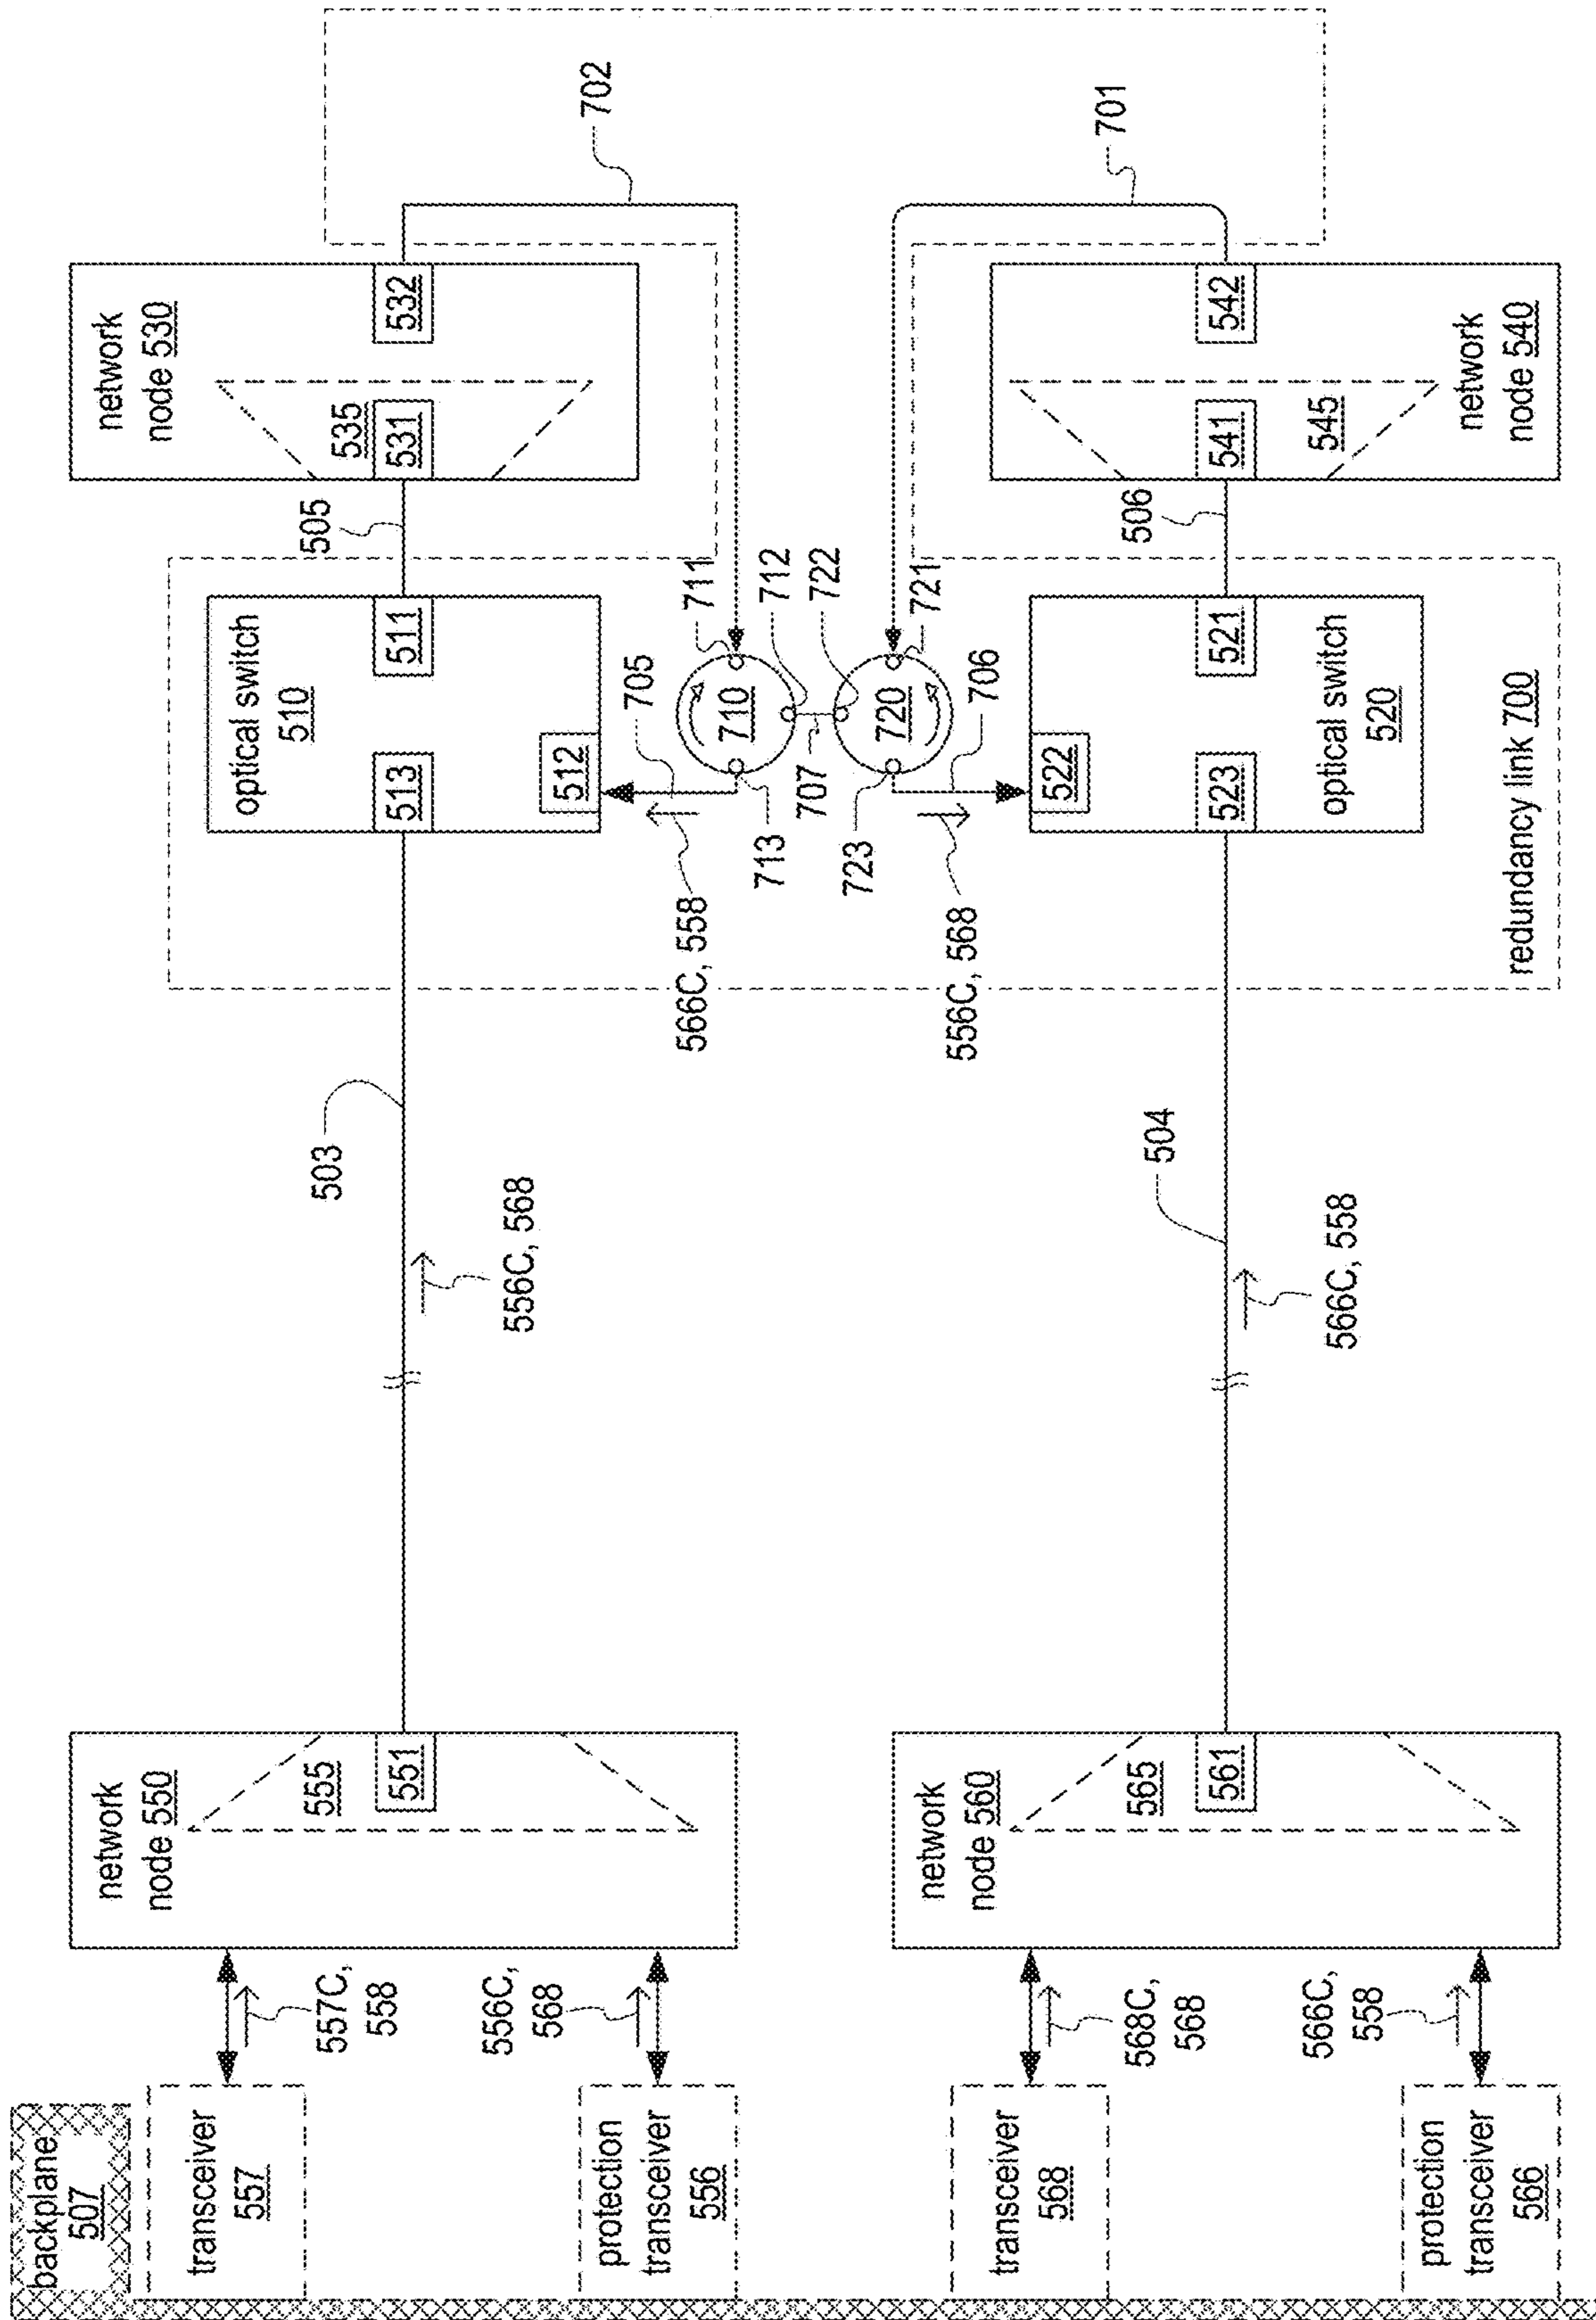 backplane
507
transceiver
557
protection
transceiver
556
transceiver
568
protection
transceiver
566
557C,
558
556C,
568
568C,
568
566C,
558
network
node 550
555
551
network
node 560
565
561
503
556C, 568
504
566C, 558
optical switch
510
513
511
512
optical switch
520
523
521
522
redundancy link 700
566C, 558
556C, 568
705
706
707
710
711
712
713
720
721
722
723
505
506
network
node 530
535
531
532
network
node 540
545
541
542
702
701